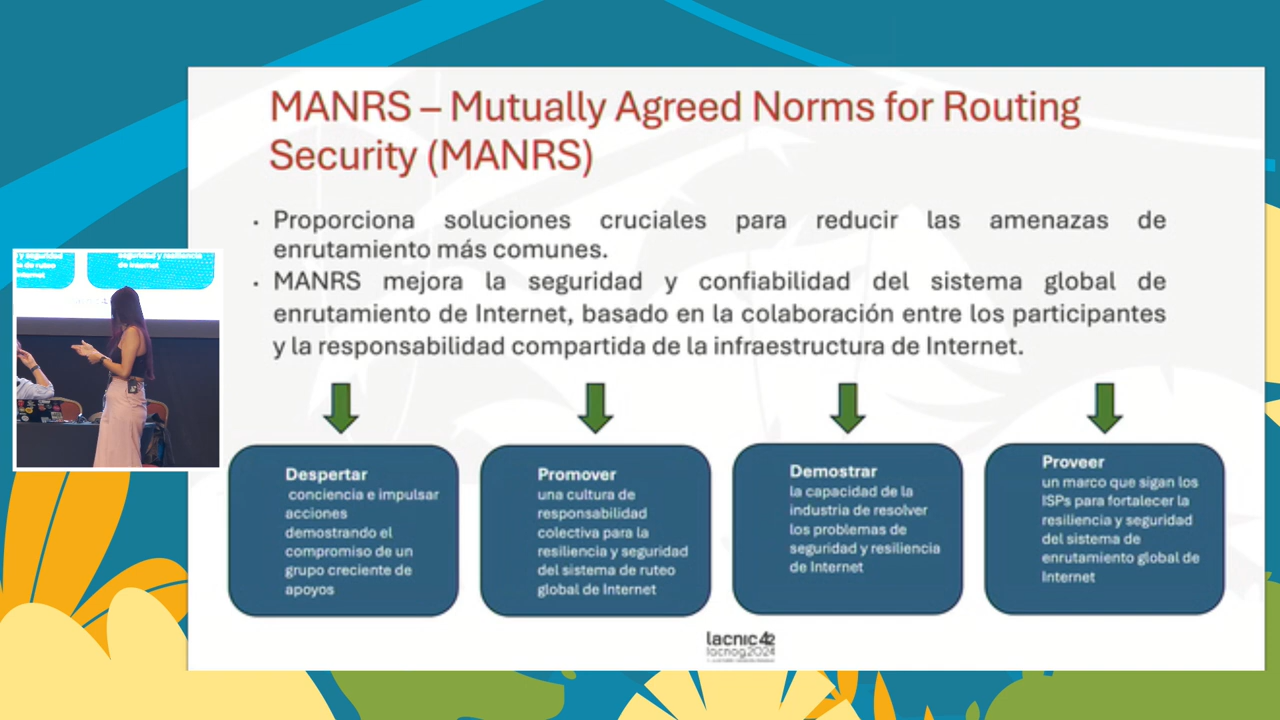 MANRS – Mutually Agreed Norms for Routing
Security (MANRS)
· Proporciona soluciones cruciales para reducir las amenazas de
enrutamiento más comunes.
· MANRS mejora la seguridad y confiabilidad del sistema global de
enrutamiento de Internet, basado en la colaboración entre los participantes
y la responsabilidad compartida de la infraestructura de Internet.
Despertar
conciencia e impulsar
acciones
demostrando el
compromiso de un
grupo creciente de
apoyos
Promover
una cultura de
responsabilidad
colectiva para la
resiliencia y seguridad
del sistema de ruteo
global de Internet
Demostrar
la capacidad de la
industria de resolver
los problemas de
seguridad y resiliencia
de Internet
Proveer
un marco que sigan los
ISPs para fortalecer la
resiliencia y seguridad
del sistema de
enrutamiento global de
Internet
lacnic42
lacnog2024
de ruteo
de Internet